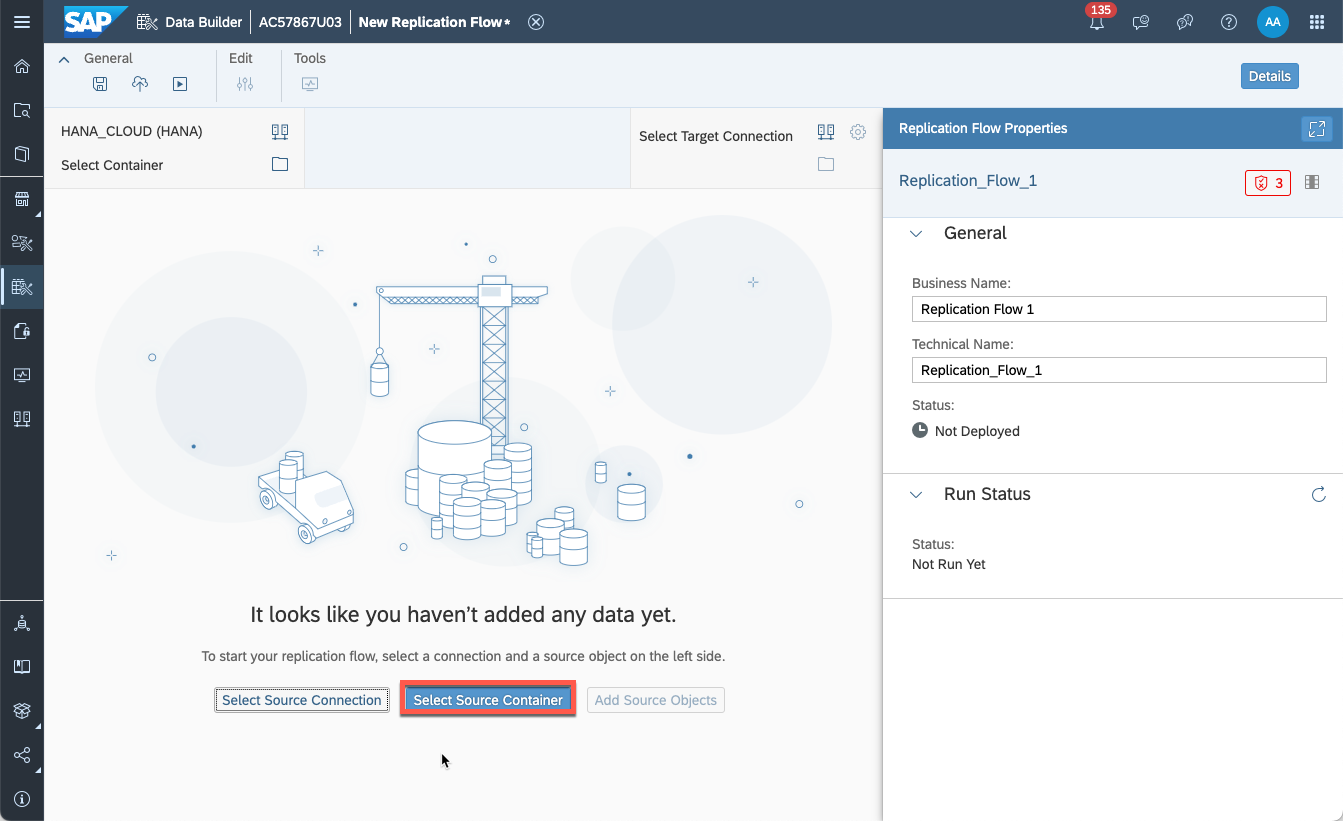 SAP Data Builder AC57867U03 New Replication Flow* 135 AA
General Edit Tools
Details
HANA_CLOUD (HANA)
Select Container
Select Target Connection
Replication Flow Properties
Replication_Flow_1 3
General
Business Name:
Replication Flow 1
Technical Name:
Replication_Flow_1
Status:
Not Deployed
Run Status
Status:
Not Run Yet
It looks like you haven’t added any data yet.
To start your replication flow, select a connection and a source object on the left side.
Select Source Connection Select Source Container Add Source Objects